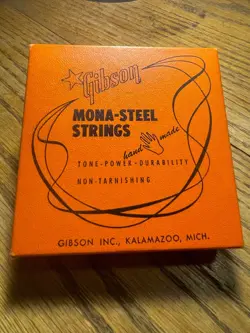 Gibson
MONA-STEEL
STRINGS
hand made
TONE-POWER-DURABILITY
NON-TARNISHING
GIBSON INC., KALAMAZOO, MICH.